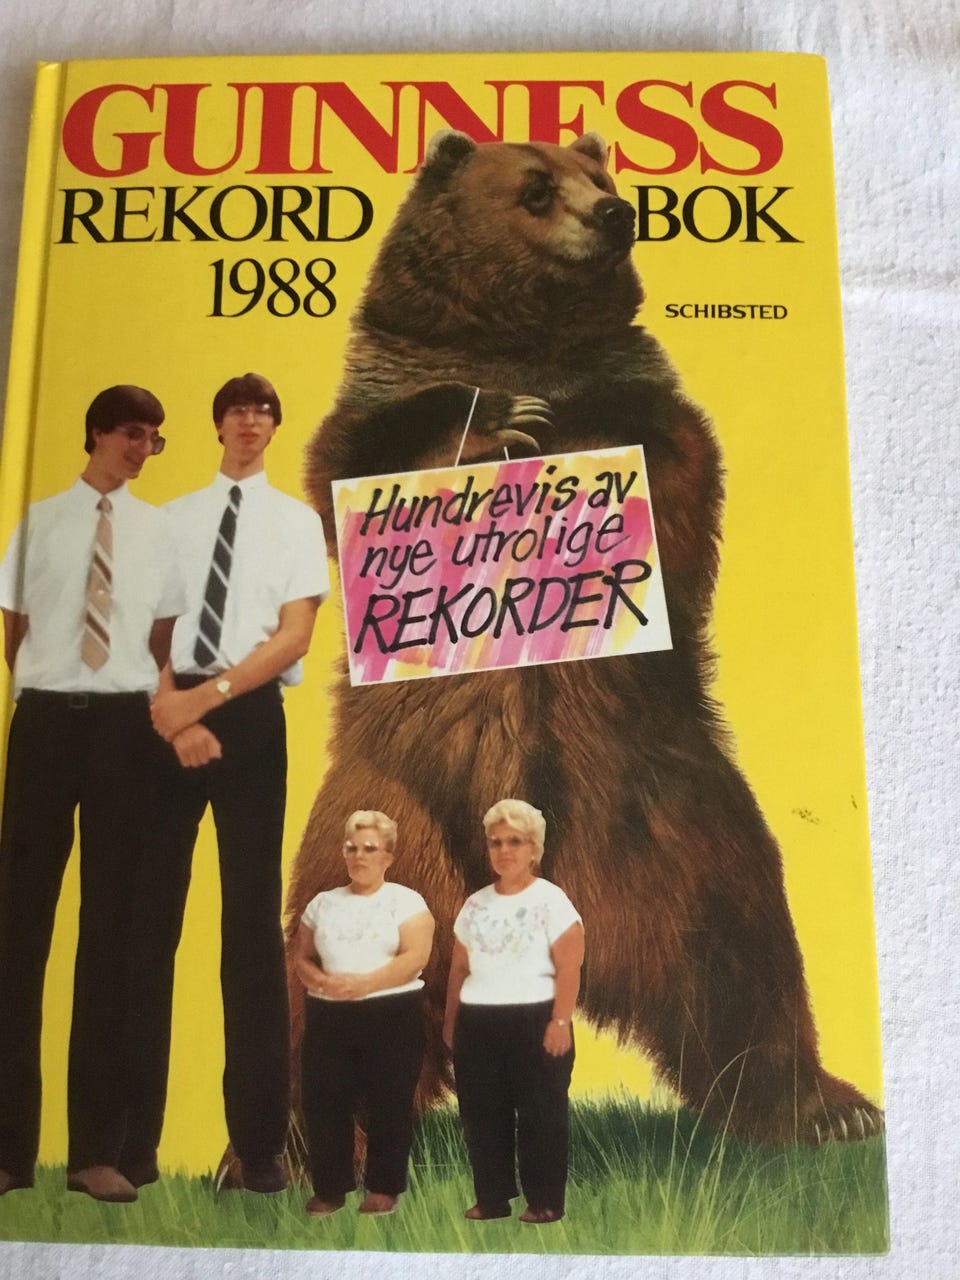 GUINNESS
REKORD BOK
1988
SCHIBSTED
Hundrevis av
nye utrolige
REKORDER